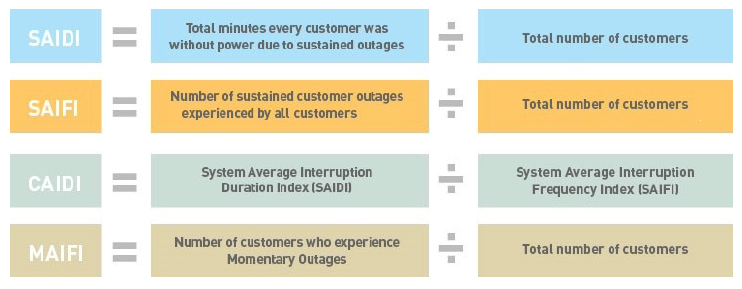 SAIDI = Total minutes every customer was ÷ Total number of customers
without power due to sustained outages
SAIFI = Number of sustained customer outages ÷ Total number of customers
experienced by all customers
CAIDI = System Average Interruption ÷ System Average Interruption
Duration Index (SAIDI) Frequency Index (SAIFI)
MAIFI = Number of customers who experience ÷ Total number of customers
Momentary Outages